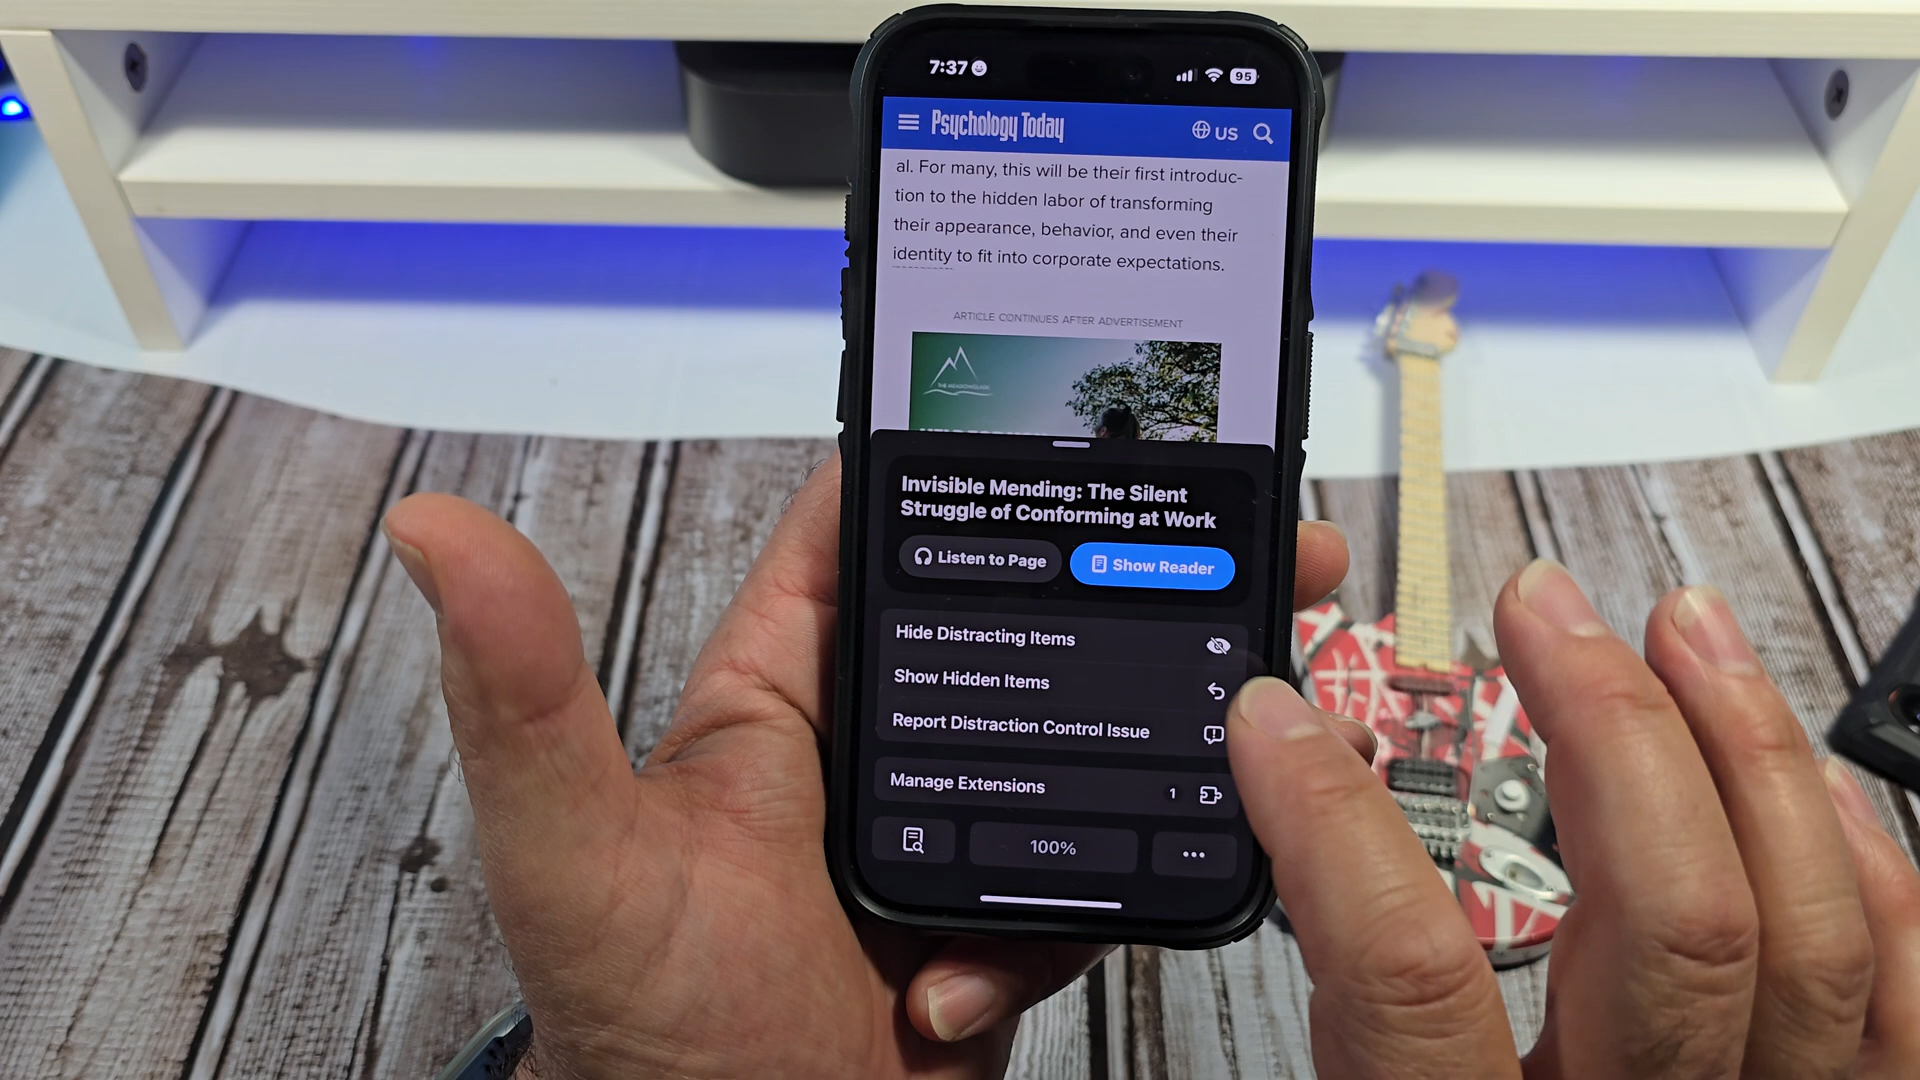 7:37
95
Psychology Today
US
al. For many, this will be their first introduc-
tion to the hidden labor of transforming
their appearance, behavior, and even their
identity to fit into corporate expectations.
ARTICLE CONTINUES AFTER ADVERTISEMENT
Invisible Mending: The Silent
Struggle of Conforming at Work
Listen to Page
Show Reader
Hide Distracting Items
Show Hidden Items
Report Distraction Control Issue
Manage Extensions
1
100%